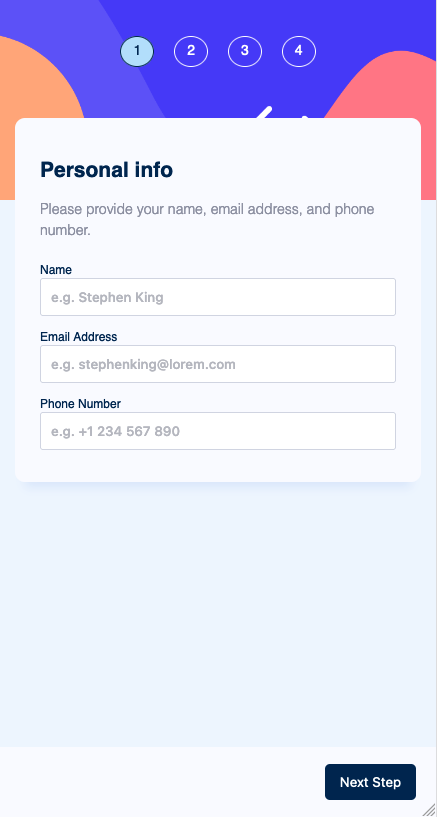 1 2 3 4
Personal info
Please provide your name, email address, and phone
number.
Name
e.g. Stephen King
Email Address
e.g. stephenking@lorem.com
Phone Number
e.g. +1 234 567 890
Next Step